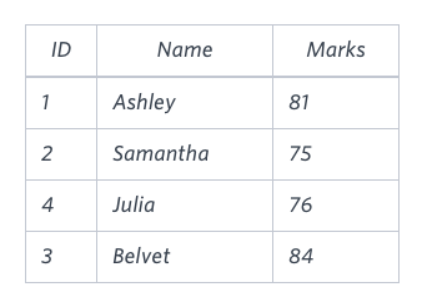 ID Name Marks
1 Ashley 81
2 Samantha 75
4 Julia 76
3 Belvet 84